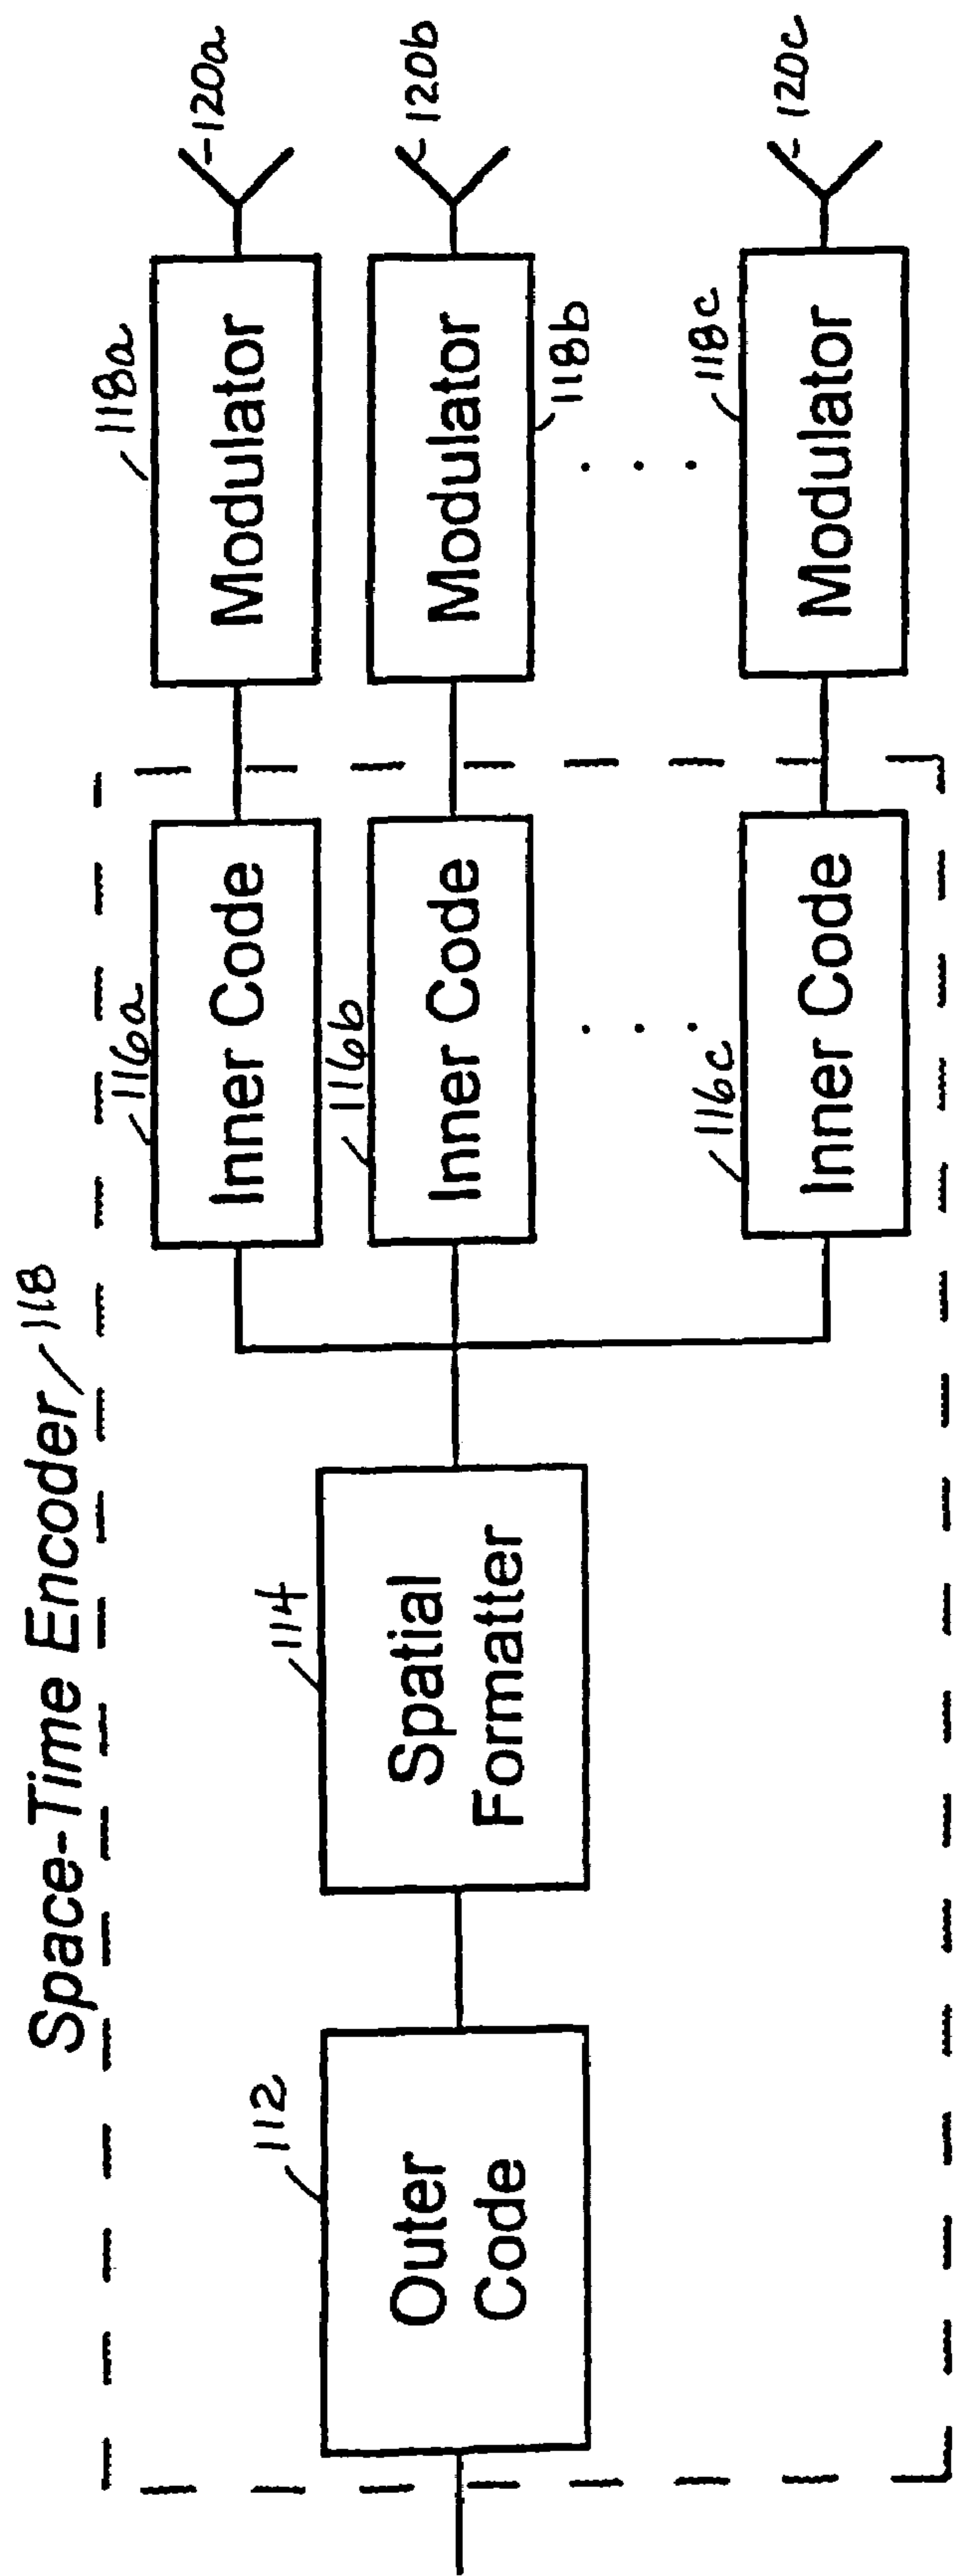 Space-Time Encoder 118
112
Outer
Code
114
Spatial
Formatter
116a
Inner Code
116b
Inner Code
116c
Inner Code
118a
Modulator
Modulator
118b
118c
Modulator
120a
120b
120c